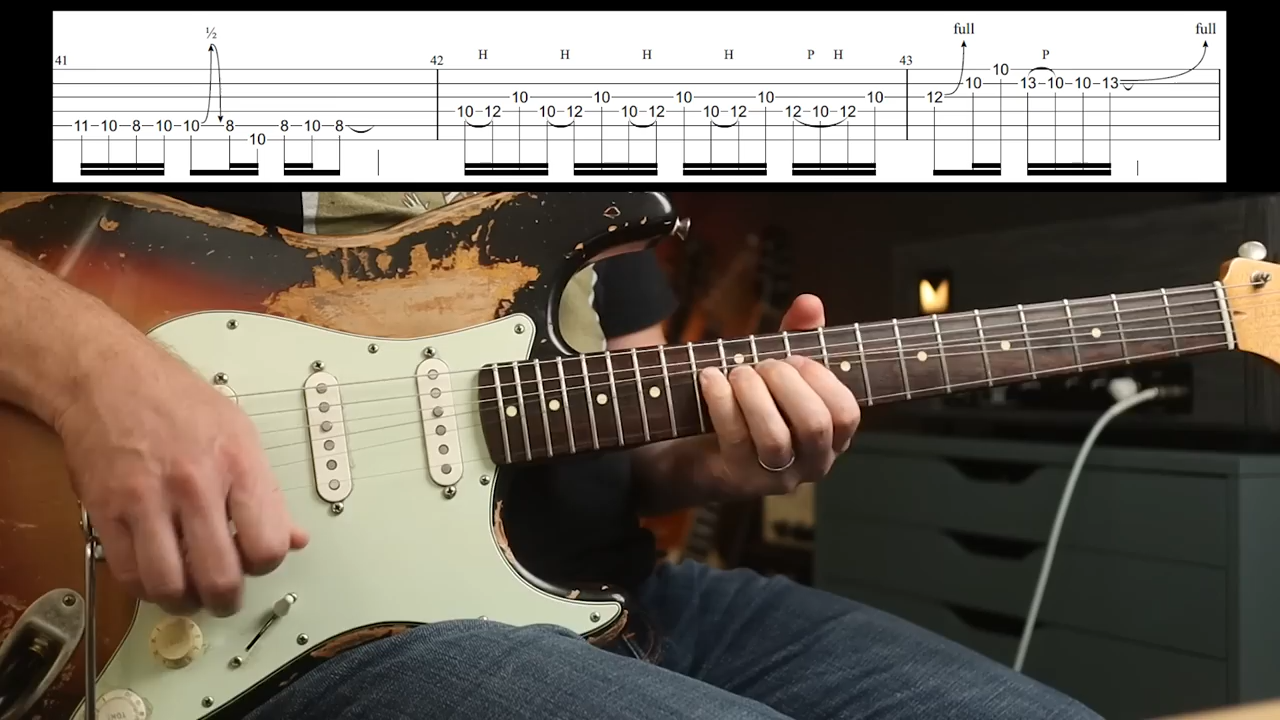 ½ full full
41 42 H H H H P H 43 P
10
10 13 10 10 13
10 10 10 10 10 12
10 12 10 12 10 12 10 12 12 10 12
11 10 8 10 10 8 8 10 8
10